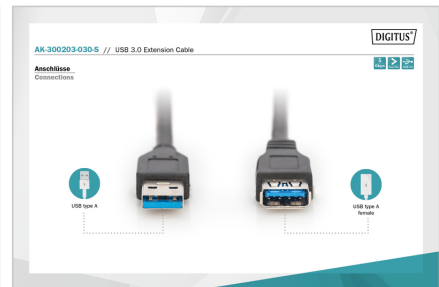 DIGITUS®
AK-300203-030-S // USB 3.0 Extension Cable
Anschlüsse
Connections
USB type A
USB type A
female